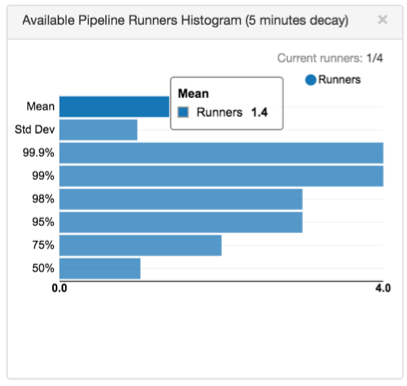 Available Pipeline Runners Histogram (5 minutes decay) ×
Current runners: 1/4
Runners
Mean
Runners 1.4
Mean
Std Dev
99.9%
99%
98%
95%
75%
50%
0.0 4.0